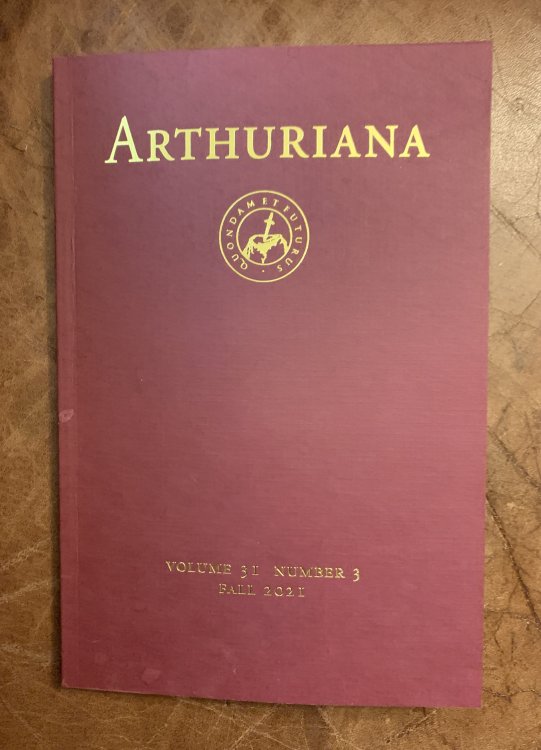 ARTHURIANA
QUONDAM ET FUTURUS
VOLUME 31 NUMBER 3
FALL 2021